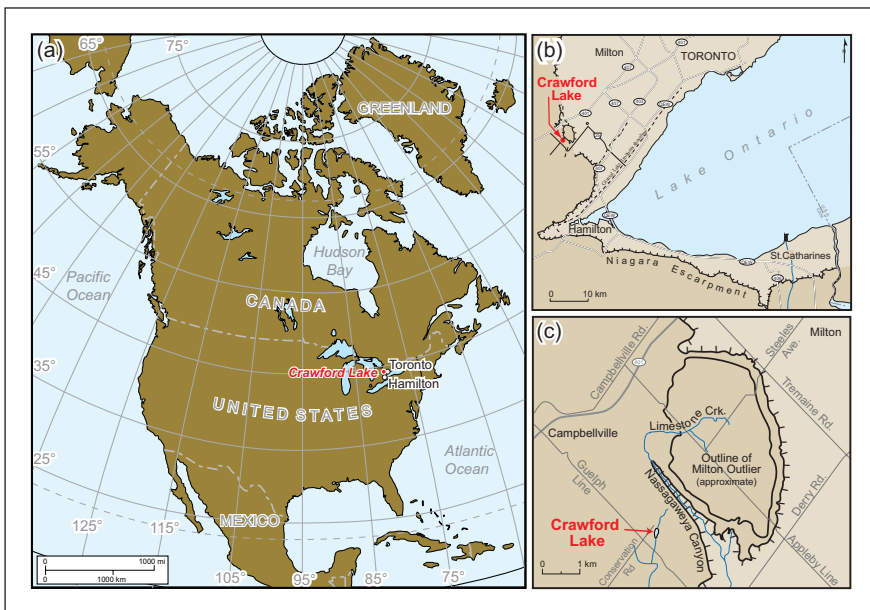 (a)
65°
75°
GREENLAND
55°
45°
35°
25°
Pacific
Ocean
Hudson
Bay
CANADA
Crawford Lake
Toronto
Hamilton
UNITED STATES
Atlantic
Ocean
MEXICO
125°
115°
105°
95°
85°
75°
0
1000 mi
0
1000 km
(b)
Milton
TORONTO
Crawford
Lake
Lake Ontario
Hamilton
St.Catharines
Niagara Escarpment
0
10 km
(c)
Campbellville Rd.
Steeles
Ave.
Milton
Tremaine Rd.
Limestone Crk.
Campbellville
Outline of
Milton Outlier
(approximate)
Guelph
Line
Nassagaweya Canyon
Derry Rd.
Crawford
Lake
Conservation
Rd
Appleby Line
0
1 km